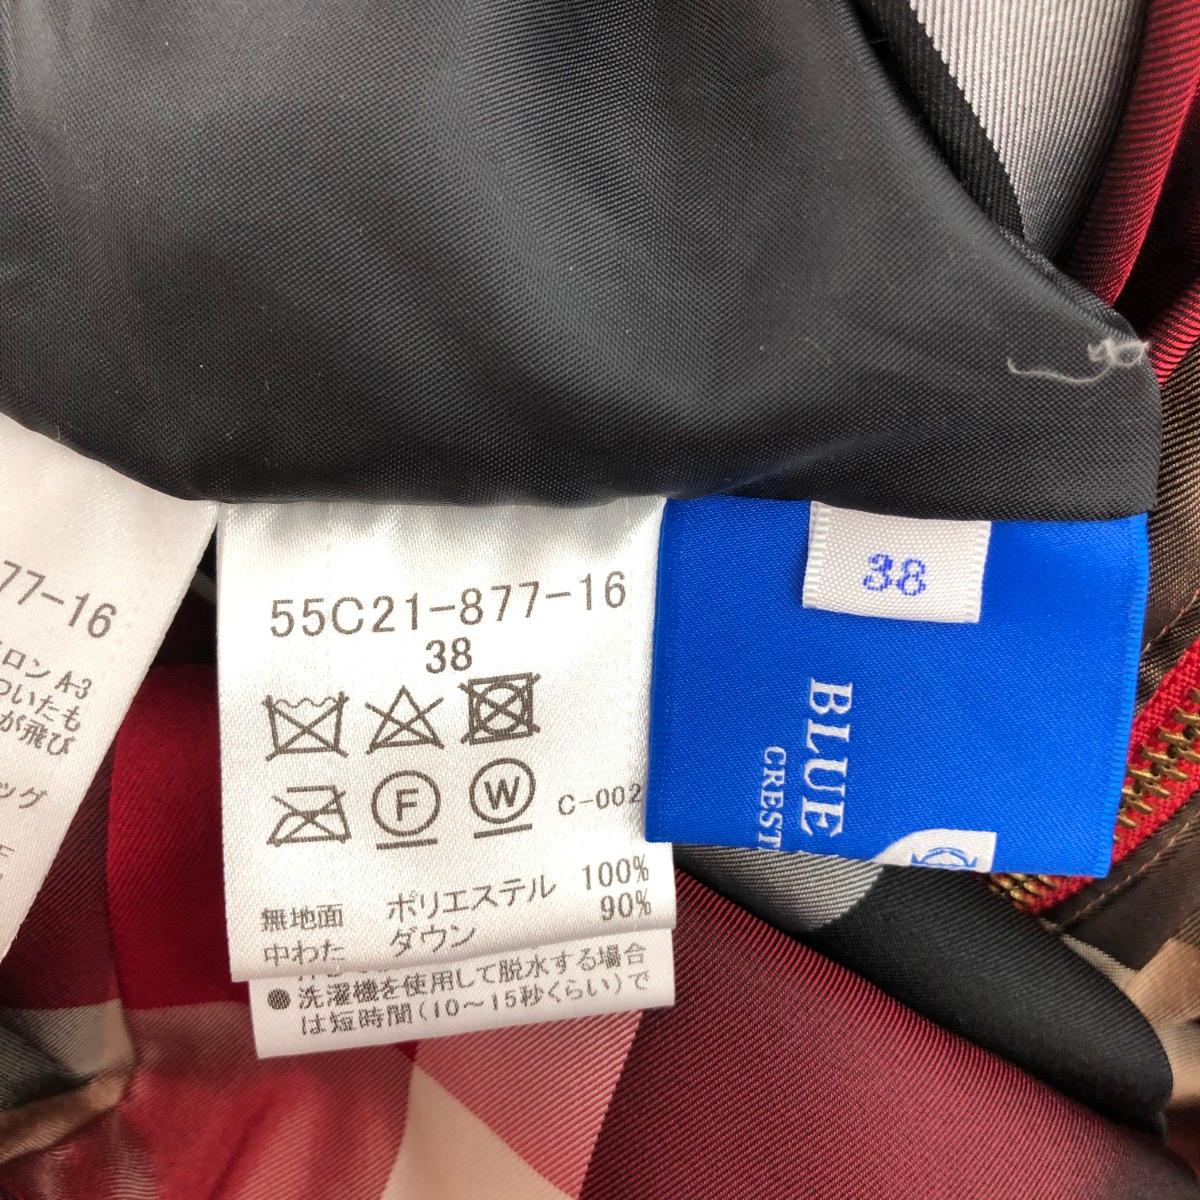 77-16
ロン A-3
ついたも
が飛び
ッグ
55C21-877-16
38
F
W
C-002
無地面 ポリエステル 100%
中わた ダウン 90%
●洗濯機を使用して脱水する場合
は短時間(10～15秒くらい)で
38
BLUE
CREST